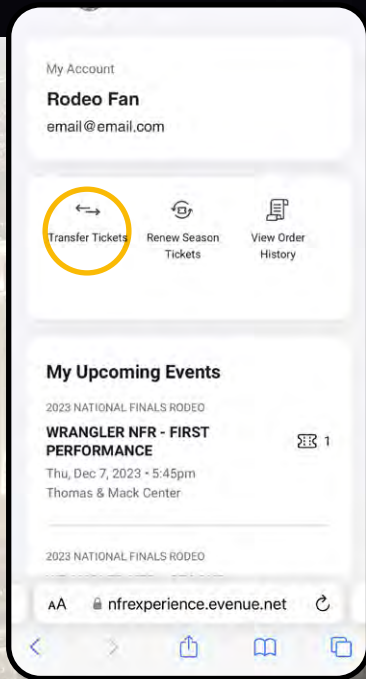 My Account
Rodeo Fan
email@email.com
Transfer Tickets
Renew Season
Tickets
View Order
History
My Upcoming Events
2023 NATIONAL FINALS RODEO
WRANGLER NFR - FIRST
PERFORMANCE
1
Thu, Dec 7, 2023 • 5:45pm
Thomas & Mack Center
2023 NATIONAL FINALS RODEO
AA nfrexperience.evenue.net